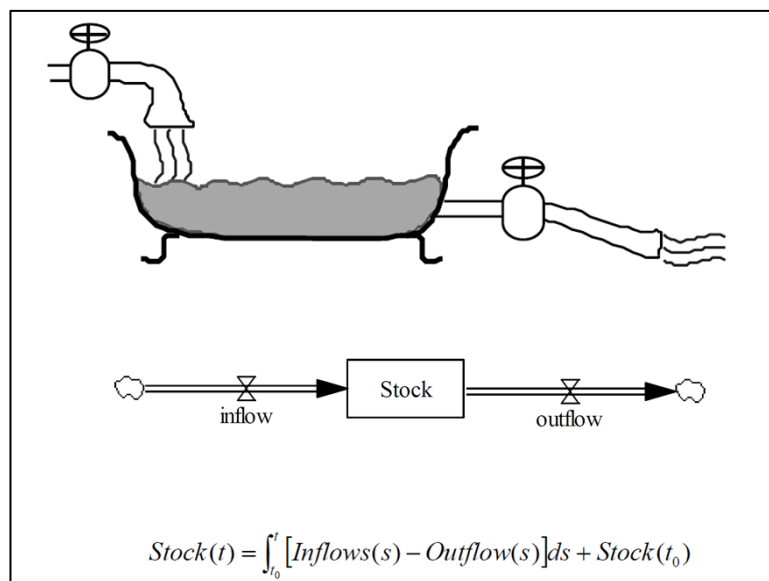 Stock
inflow
outflow
Stock(t) = ∫_{t_0}^{t} [Inflows(s) − Outflow(s)]ds + Stock(t_0)